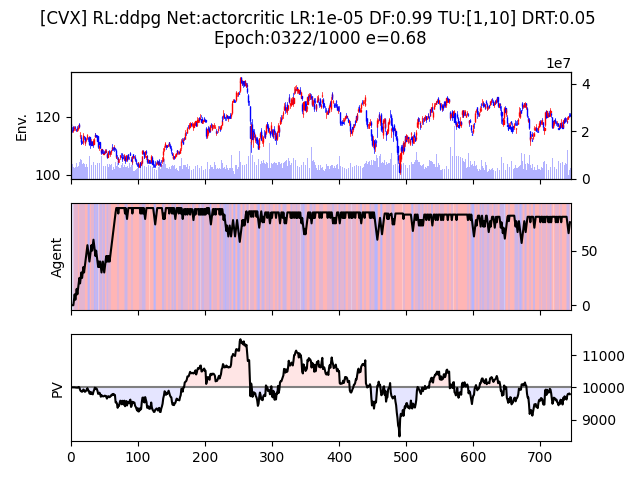 [CVX] RL:ddpg Net:actorcritic LR:1e-05 DF:0.99 TU:[1,10] DRT:0.05
Epoch:0322/1000 e=0.68
1e7
Env.
120
100
4
2
0
Agent
50
0
PV
11000
10000
9000
0 100 200 300 400 500 600 700